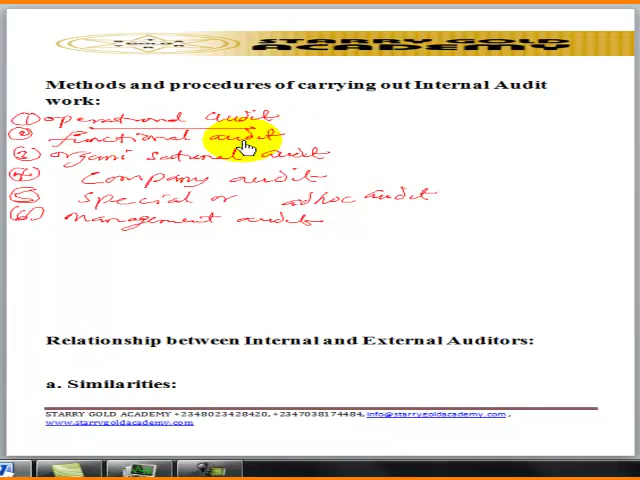 STARRY GOLD
ACADEMY
Methods and procedures of carrying out Internal Audit
work:
① operational audit
② functional audit
③ organisational audit
④ Company audit
⑤ Special or adhoc audit
⑥ management audit
Relationship between Internal and External Auditors:
a. Similarities:
STARRY GOLD ACADEMY +2348023428420, +2347038174484, info@starrygoldacademy.com ,
www.starrygoldacademy.com